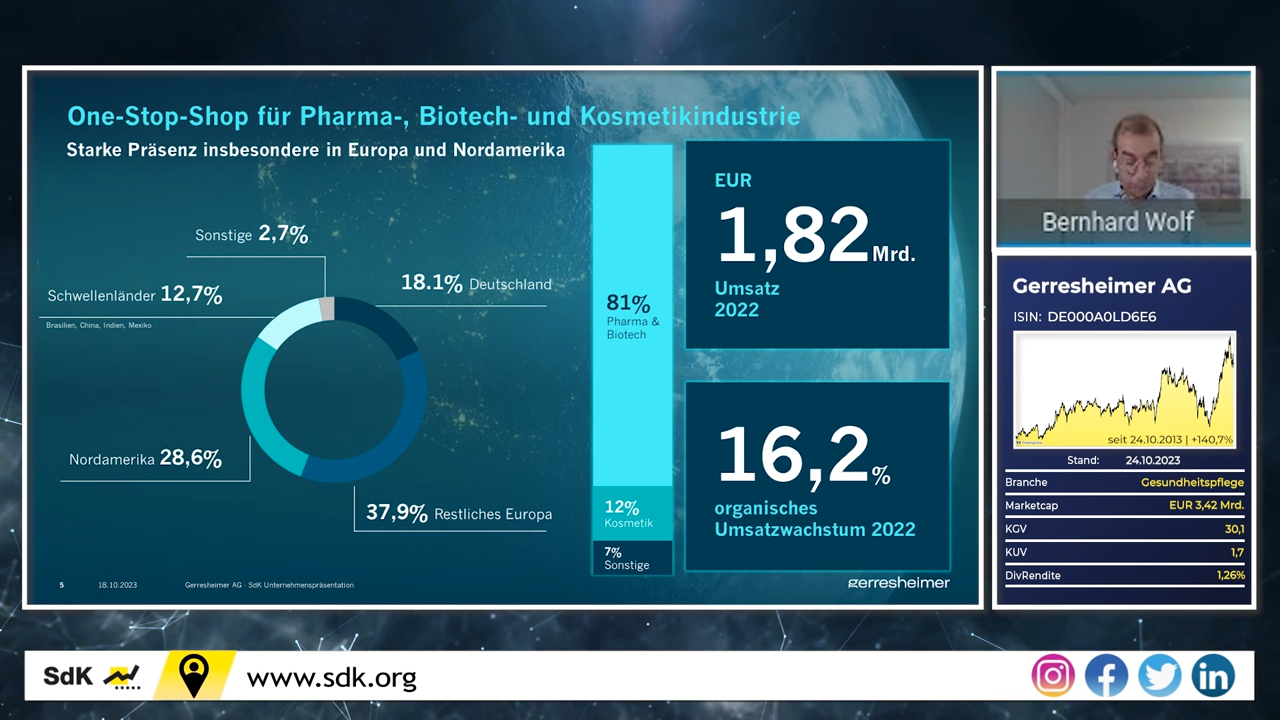 One-Stop-Shop für Pharma-, Biotech- und Kosmetikindustrie
Starke Präsenz insbesondere in Europa und Nordamerika
Sonstige 2,7%
18.1% Deutschland
Schwellenländer 12,7%
Brasilien, China, Indien, Mexiko
Nordamerika 28,6%
37,9% Restliches Europa
81%
Pharma &
Biotech
12%
Kosmetik
7%
Sonstige
EUR
1,82 Mrd.
Umsatz
2022
16,2 %
organisches
Umsatzwachstum 2022
5 18.10.2023 Gerresheimer AG - SdK Unternehmenspräsentation
gerresheimer
Bernhard Wolf
Gerresheimer AG
ISIN: DE000A0LD6E6
seit 24.10.2013 | +140,7%
Stand: 24.10.2023
Branche Gesundheitspflege
Marketcap EUR 3,42 Mrd.
KGV 30,1
KUV 1,7
DivRendite 1,26%
SdK
www.sdk.org